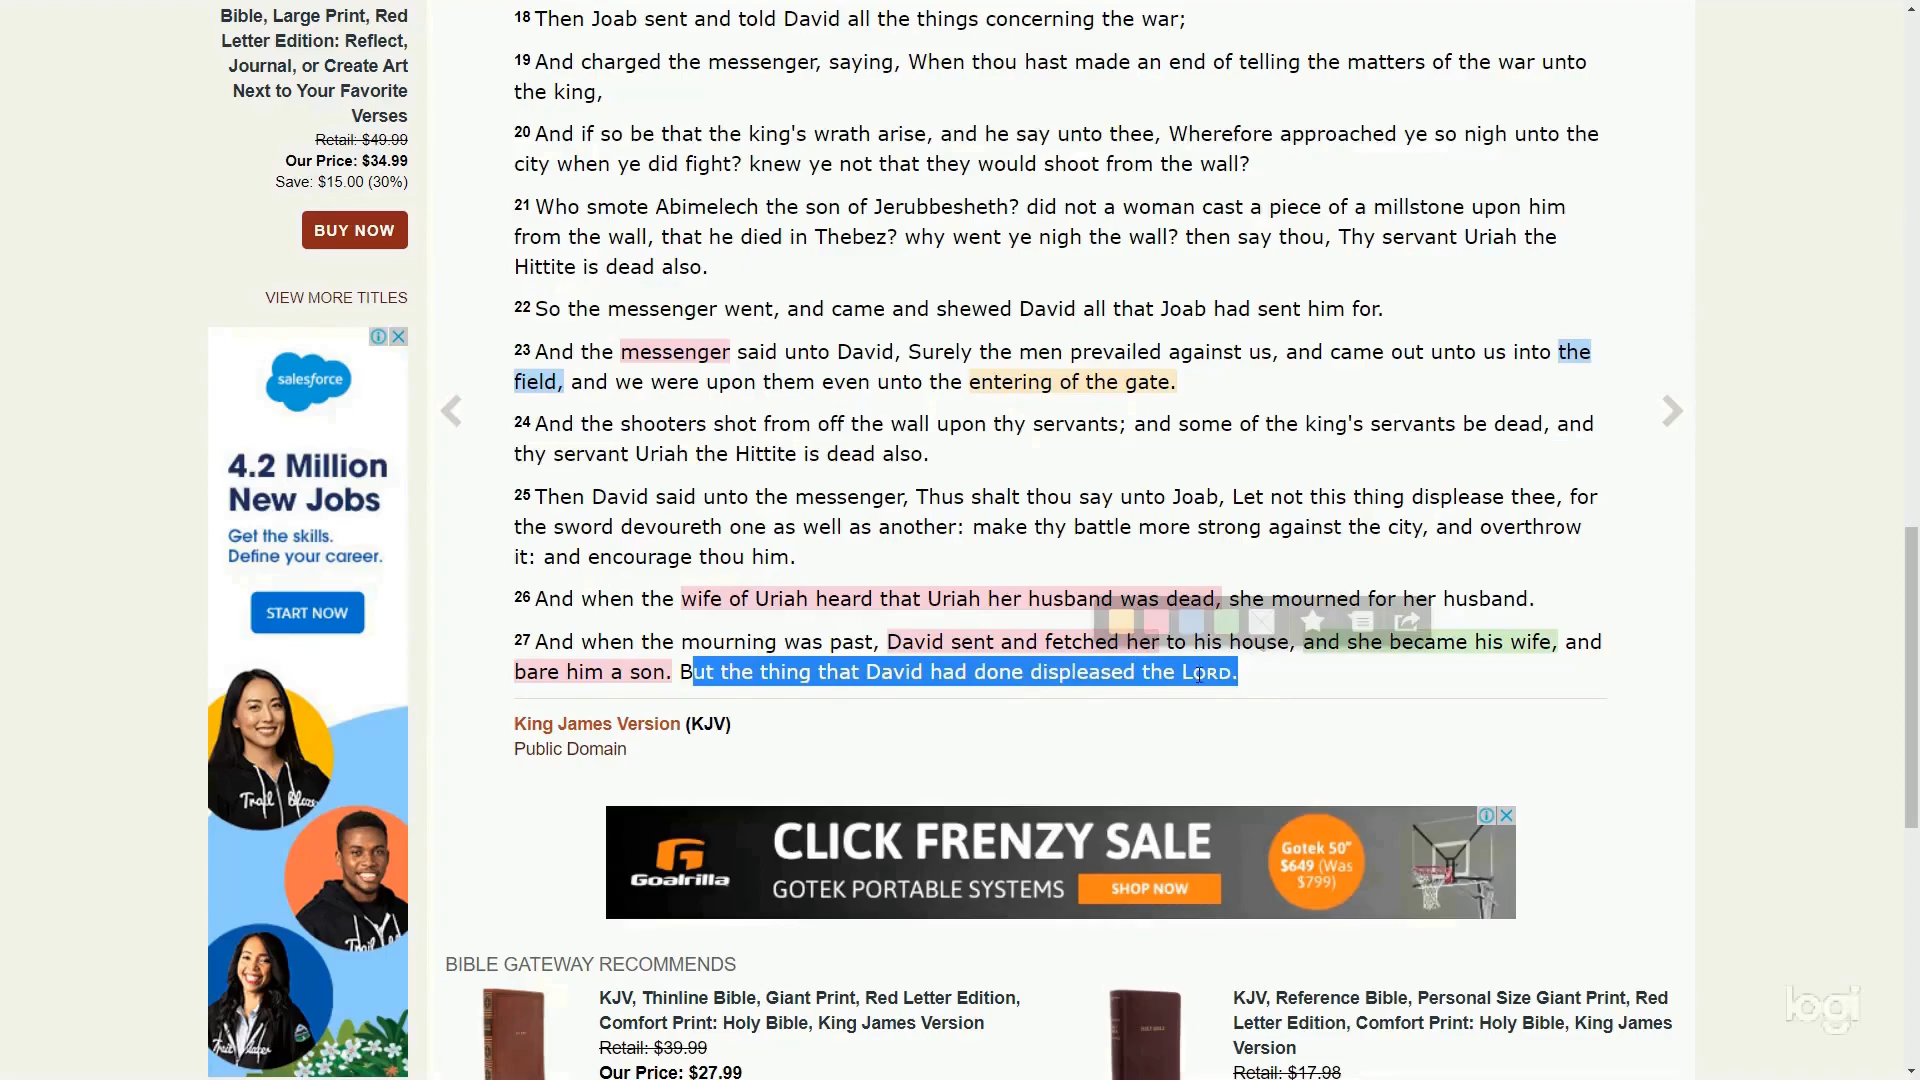 Bible, Large Print, Red
Letter Edition: Reflect,
Journal, or Create Art
Next to Your Favorite
Verses
Retail: $49.99
Our Price: $34.99
Save: $15.00 (30%)
BUY NOW
VIEW MORE TITLES
salesforce
4.2 Million
New Jobs
Get the skills.
Define your career.
START NOW
18 Then Joab sent and told David all the things concerning the war;
19 And charged the messenger, saying, When thou hast made an end of telling the matters of the war unto
the king,
20 And if so be that the king's wrath arise, and he say unto thee, Wherefore approached ye so nigh unto the
city when ye did fight? knew ye not that they would shoot from the wall?
21 Who smote Abimelech the son of Jerubbesheth? did not a woman cast a piece of a millstone upon him
from the wall, that he died in Thebez? why went ye nigh the wall? then say thou, Thy servant Uriah the
Hittite is dead also.
22 So the messenger went, and came and shewed David all that Joab had sent him for.
23 And the messenger said unto David, Surely the men prevailed against us, and came out unto us into the
field, and we were upon them even unto the entering of the gate.
24 And the shooters shot from off the wall upon thy servants; and some of the king's servants be dead, and
thy servant Uriah the Hittite is dead also.
25 Then David said unto the messenger, Thus shalt thou say unto Joab, Let not this thing displease thee, for
the sword devoureth one as well as another: make thy battle more strong against the city, and overthrow
it: and encourage thou him.
26 And when the wife of Uriah heard that Uriah her husband was dead, she mourned for her husband.
27 And when the mourning was past, David sent and fetched her to his house, and she became his wife, and
bare him a son. But the thing that David had done displeased the LORD.
King James Version (KJV)
Public Domain
Goalrilla
CLICK FRENZY SALE
GOTEK PORTABLE SYSTEMS
SHOP NOW
Gotek 50"
$649 (Was
$799)
BIBLE GATEWAY RECOMMENDS
KJV, Thinline Bible, Giant Print, Red Letter Edition,
Comfort Print: Holy Bible, King James Version
Retail: $39.99
Our Price: $27.99
KJV, Reference Bible, Personal Size Giant Print, Red
Letter Edition, Comfort Print: Holy Bible, King James
Version
Retail: $17.98
logi